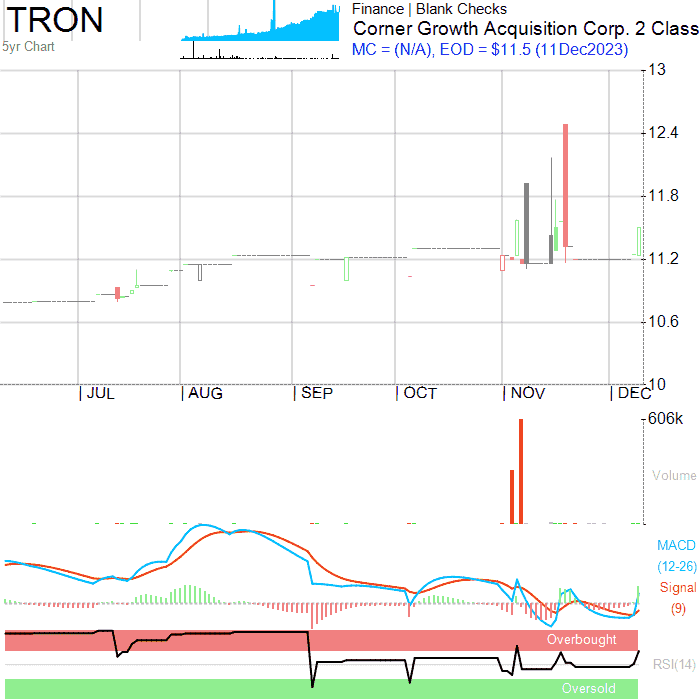 TRON
5yr Chart
Finance | Blank Checks
Corner Growth Acquisition Corp. 2 Class
MC = (N/A), EOD = $11.5 (11Dec2023)
13
12.4
11.8
11.2
10.6
10
| JUL | AUG | SEP | OCT | NOV | DEC
606k
Volume
MACD
(12-26)
Signal
(9)
Overbought
RSI(14)
Oversold